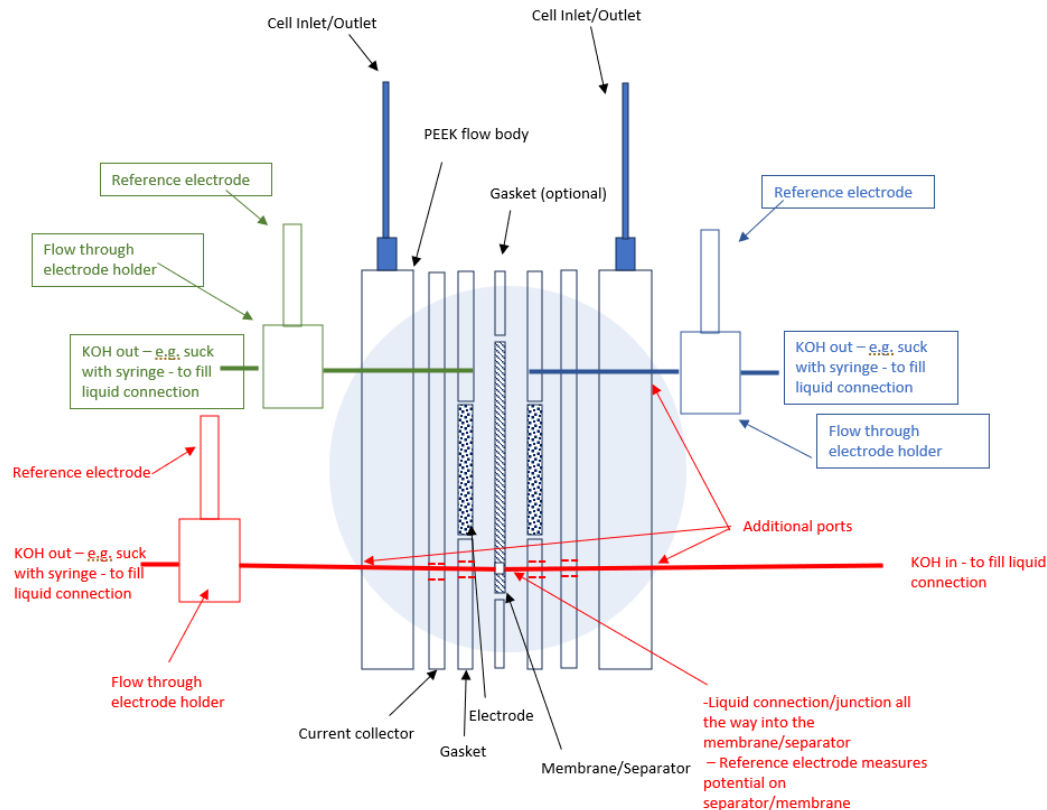 Cell Inlet/Outlet
Cell Inlet/Outlet
PEEK flow body
Gasket (optional)
Reference electrode
Reference electrode
Flow through
electrode holder
KOH out – e.g. suck
with syringe - to fill
liquid connection
KOH out – e.g. suck
with syringe - to fill
liquid connection
Flow through
electrode holder
Reference electrode
Additional ports
KOH out – e.g. suck
with syringe - to fill
liquid connection
KOH in - to fill liquid
connection
Flow through
electrode holder
Current collector
Gasket
Electrode
Membrane/Separator
-Liquid connection/junction all
the way into the
membrane/separator
– Reference electrode measures
potential on
separator/membrane